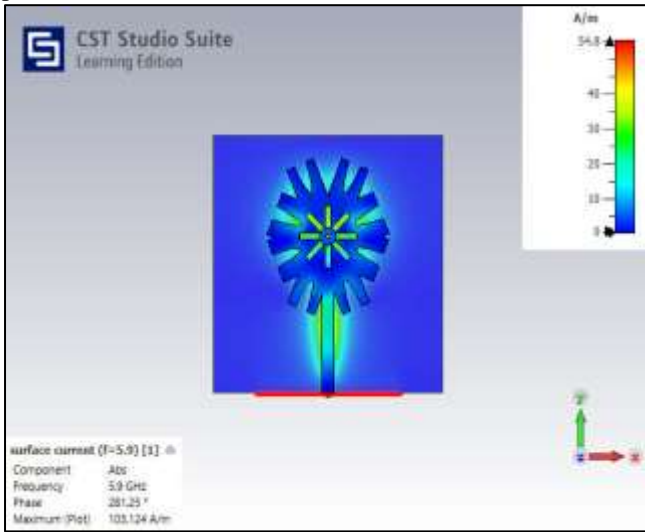 CST Studio Suite
Learning Edition
A/m
54.8
40
30
20
10
0
y
x
z
surface current (f=5.9) [1]
Component Abs
Frequency 5.9 GHz
Phase 281.25 °
Maximum (Plot) 103.124 A/m